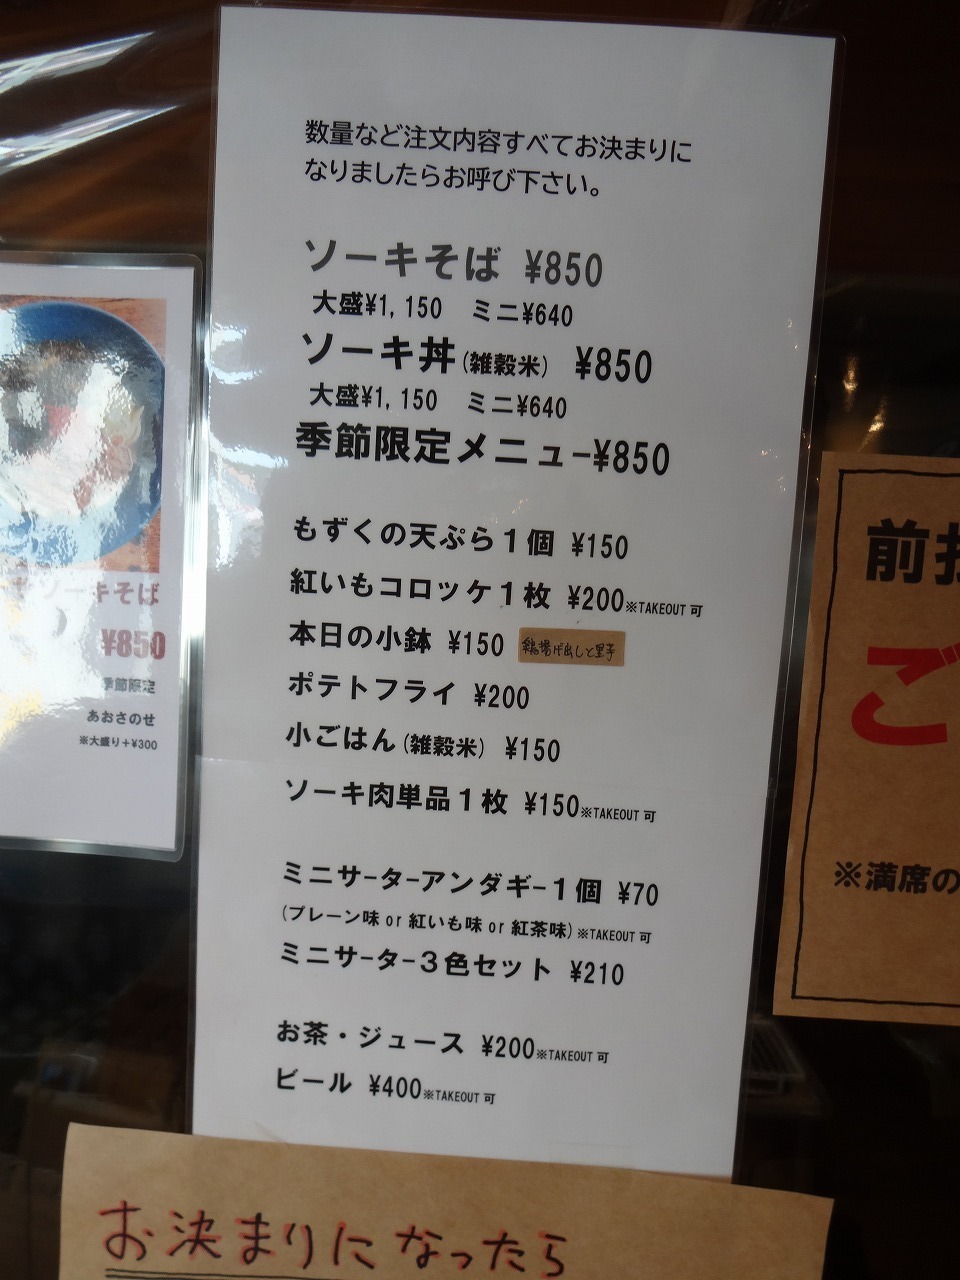 数量など注文内容すべてお決まりに
なりましたらお呼び下さい。
ソーキそば ¥850
大盛¥1,150 ミニ¥640
ソーキ丼(雑穀米) ¥850
大盛¥1,150 ミニ¥640
季節限定メニュー¥850
もずくの天ぷら1個 ¥150
紅いもコロッケ1枚 ¥200※TAKEOUT可
本日の小鉢 ¥150
ポテトフライ ¥200
小ごはん(雑穀米) ¥150
ソーキ肉単品1枚 ¥150※TAKEOUT可
ミニサーターアンダギー1個 ¥70
(プレーン味 or 紅いも味 or 紅茶味)※TAKEOUT可
ミニサーター3色セット ¥210
お茶・ジュース ¥200※TAKEOUT可
ビール ¥400※TAKEOUT可
ソーキそば
¥850
季節限定
あおさのせ
※大盛り+¥300
前
ご
※満席の
お決まりになったら